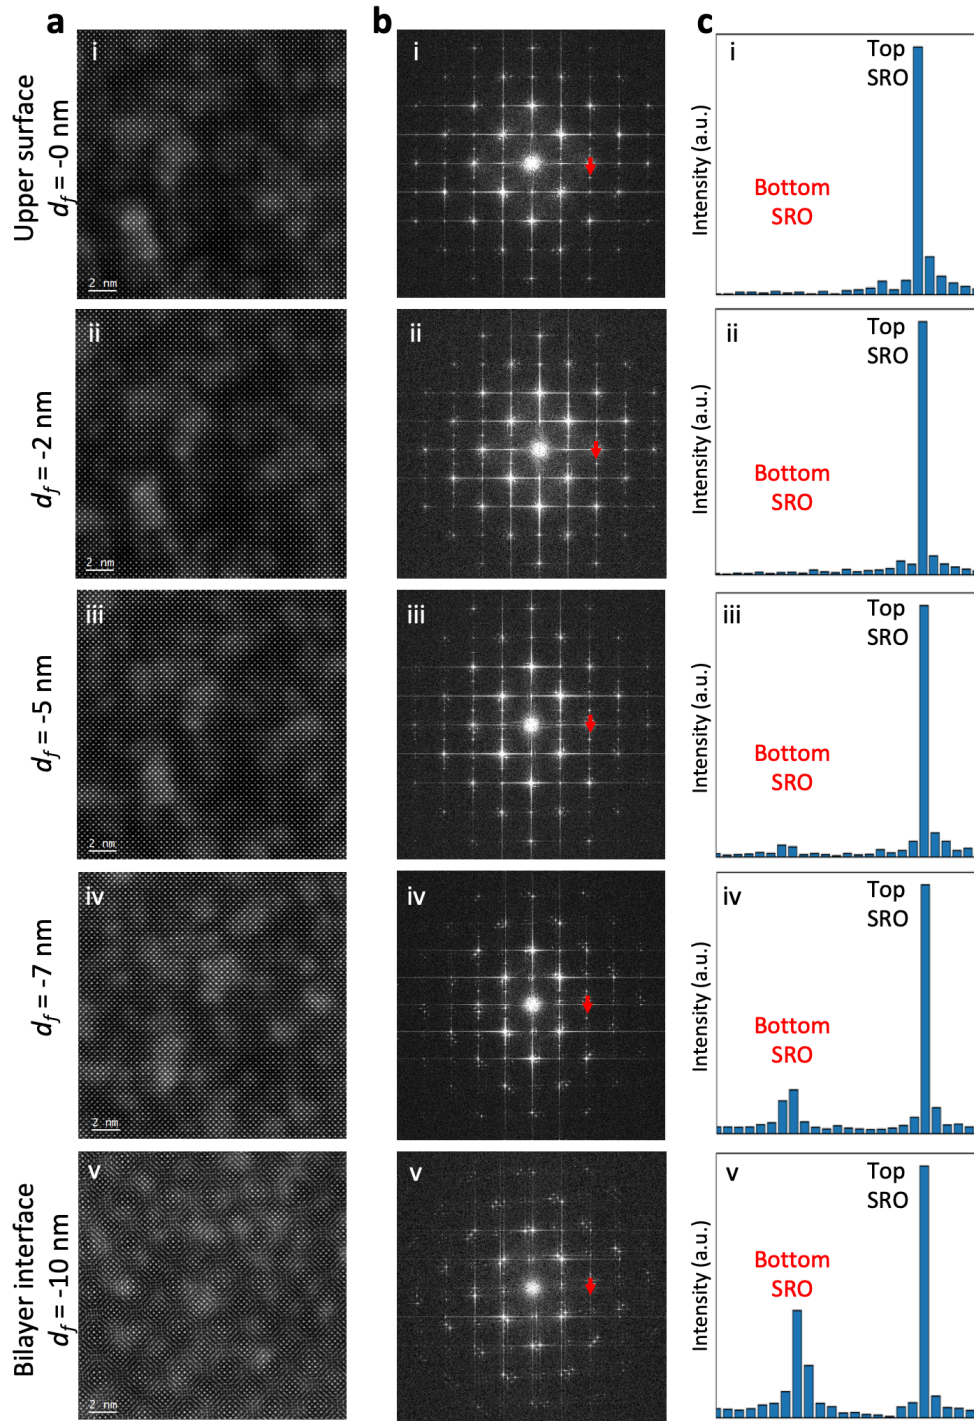 a
b
c
Upper surface
d_f = -0 nm
i
2 nm
i
i
Top
SRO
Bottom
SRO
Intensity (a.u.)
d_f = -2 nm
ii
2 nm
ii
ii
Top
SRO
Bottom
SRO
Intensity (a.u.)
d_f = -5 nm
iii
2 nm
iii
iii
Top
SRO
Bottom
SRO
Intensity (a.u.)
d_f = -7 nm
iv
2 nm
iv
iv
Top
SRO
Bottom
SRO
Intensity (a.u.)
Bilayer interface
d_f = -10 nm
v
2 nm
v
v
Top
SRO
Bottom
SRO
Intensity (a.u.)